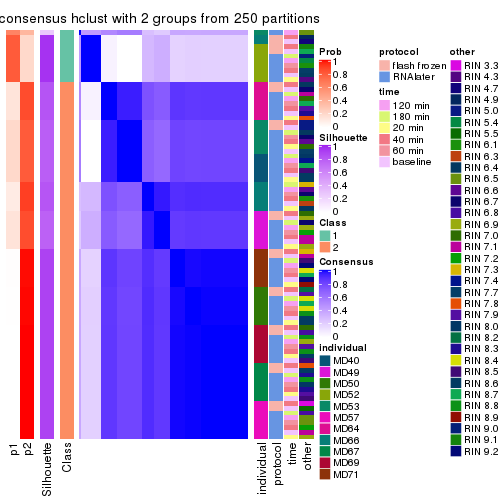 consensus hclust with 2 groups from 250 partitions
p1
p2
Silhouette
Class
individual
protocol
time
other
Prob
1
0.8
0.6
0.4
0.2
0
Silhouette
1
0.8
0.6
0.4
0.2
0
Class
1
2
Consensus
1
0.8
0.6
0.4
0.2
0
individual
MD40
MD49
MD50
MD52
MD53
MD57
MD64
MD66
MD67
MD69
MD71
protocol
flash frozen
RNAlater
time
120 min
180 min
20 min
40 min
60 min
baseline
other
RIN 3.3
RIN 4.3
RIN 4.7
RIN 4.9
RIN 5.0
RIN 5.4
RIN 5.5
RIN 6.1
RIN 6.3
RIN 6.4
RIN 6.5
RIN 6.6
RIN 6.7
RIN 6.8
RIN 6.9
RIN 7.0
RIN 7.1
RIN 7.2
RIN 7.3
RIN 7.4
RIN 7.7
RIN 7.8
RIN 7.9
RIN 8.0
RIN 8.2
RIN 8.3
RIN 8.4
RIN 8.5
RIN 8.6
RIN 8.7
RIN 8.8
RIN 8.9
RIN 9.0
RIN 9.1
RIN 9.2